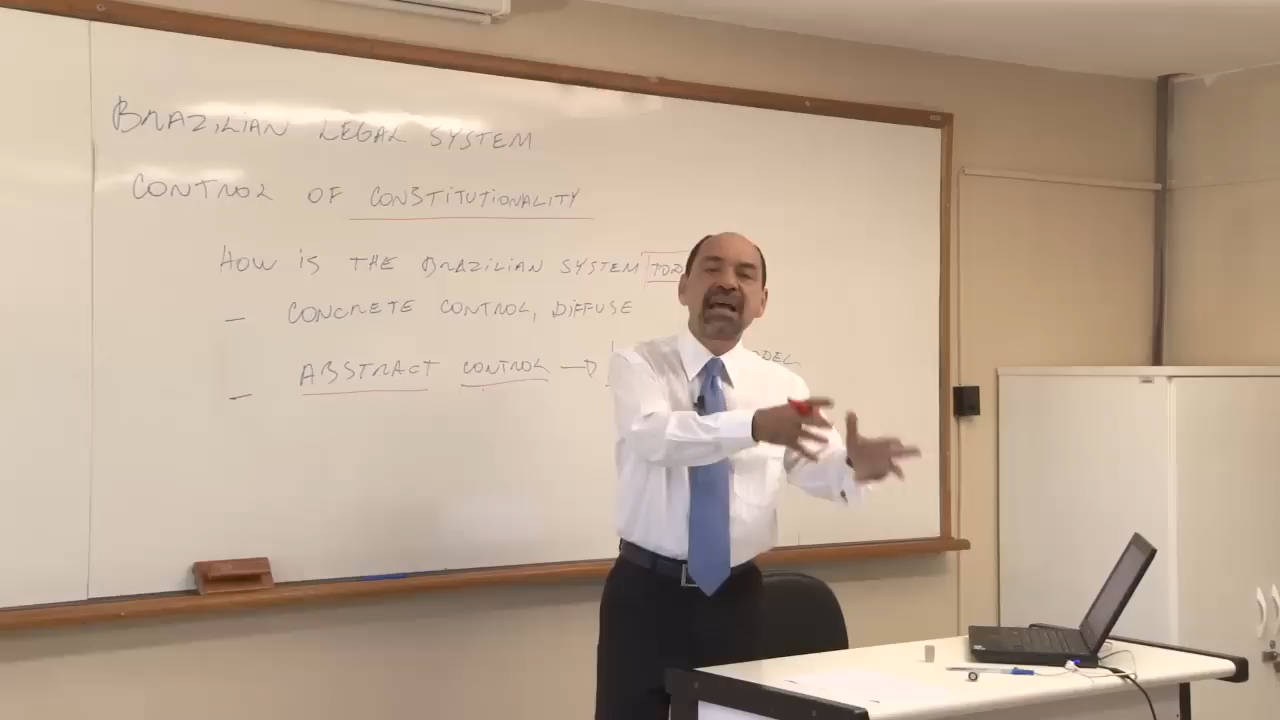 BRAZILIAN LEGAL SYSTEM
CONTROL OF CONSTITUTIONALITY
HOW IS THE BRAZILIAN SYSTEM
- CONCRETE CONTROL, DIFFUSE
- ABSTRACT CONTROL →